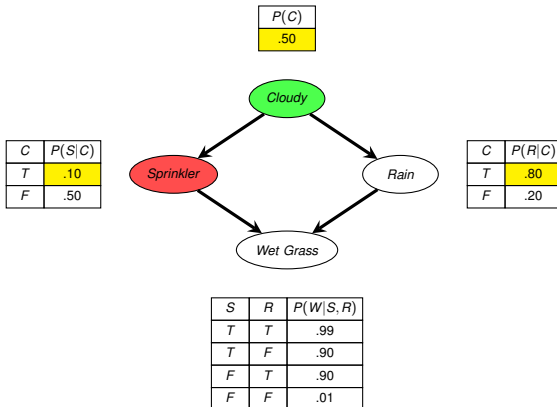 P(C)
.50
Cloudy
C P(S|C)
T .10
F .50
Sprinkler
Rain
C P(R|C)
T .80
F .20
Wet Grass
S R P(W|S, R)
T T .99
T F .90
F T .90
F F .01